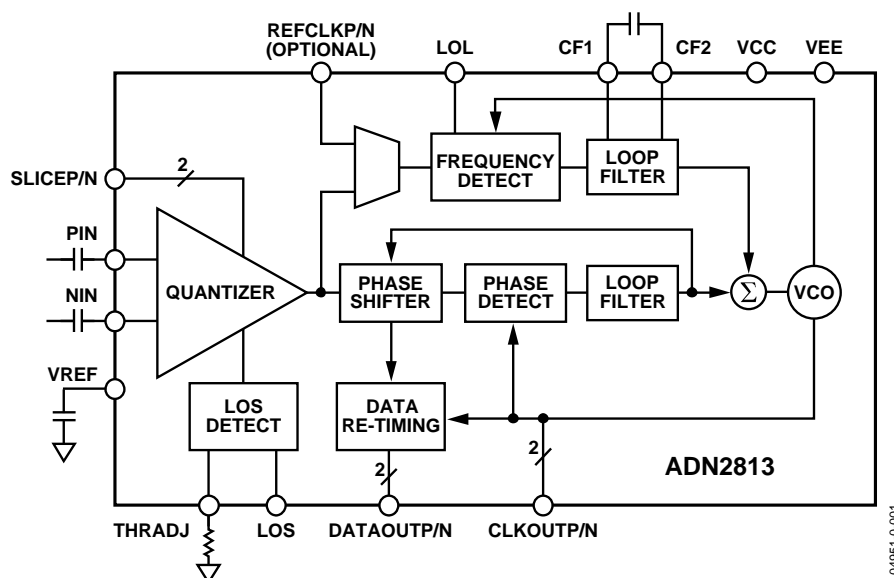 REFCLKP/N
(OPTIONAL)
LOL
CF1
CF2
VCC
VEE
SLICEP/N
2
FREQUENCY
DETECT
LOOP
FILTER
PIN
NIN
QUANTIZER
PHASE
SHIFTER
PHASE
DETECT
LOOP
FILTER
Σ
VCO
VREF
LOS
DETECT
DATA
RE-TIMING
2
2
ADN2813
THRADJ
LOS
DATAOUTP/N
CLKOUTP/N
04951-0-001